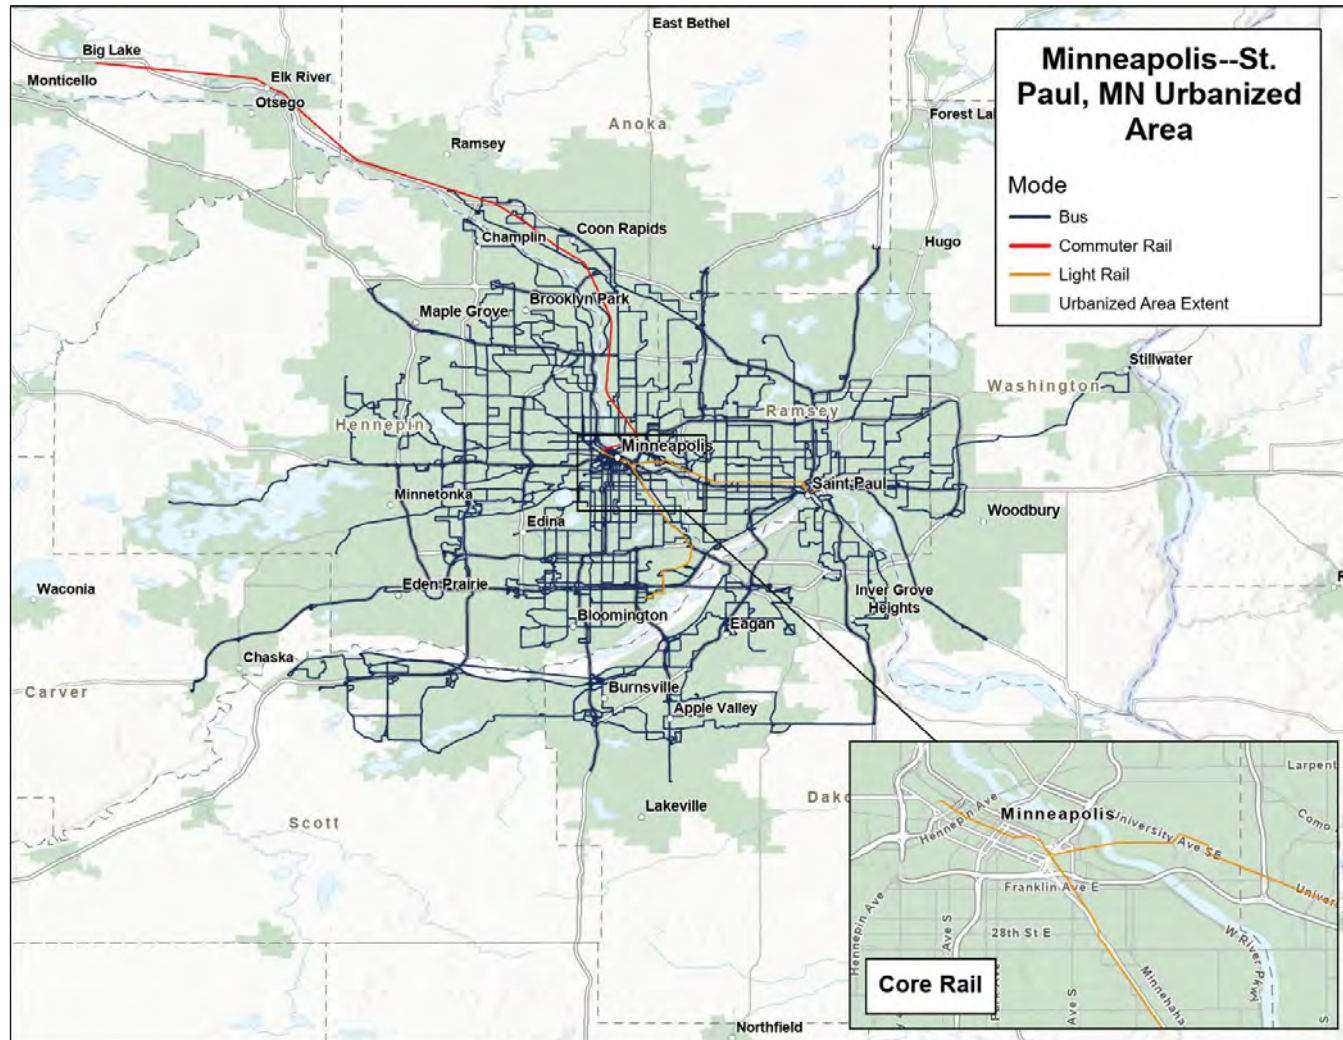 East Bethel
Big Lake
Monticello
Elk River
Otsego
Anoka
Ramsey
Forest La
Minneapolis--St.
Paul, MN Urbanized
Area
Mode
Bus
Commuter Rail
Light Rail
Urbanized Area Extent
Champlin
Coon Rapids
Hugo
Brooklyn Park
Maple Grove
Stillwater
Washington
Ramsey
Hennepin
Minneapolis
Saint Paul
Minnetonka
Woodbury
Edina
Waconia
Eden Prairie
Inver Grove
Heights
R
Bloomington
Eagan
Chaska
Carver
Burnsville
Apple Valley
Lakeville
Dako
Scott
Northfield
Larpent
Como
Hennepin Ave
Minneapolis
University Ave SE
Univer
Franklin Ave E
Hennepin Ave
Ave S
28th St E
W River Pkwy
Minnehaha
Ave S
S
Core Rail